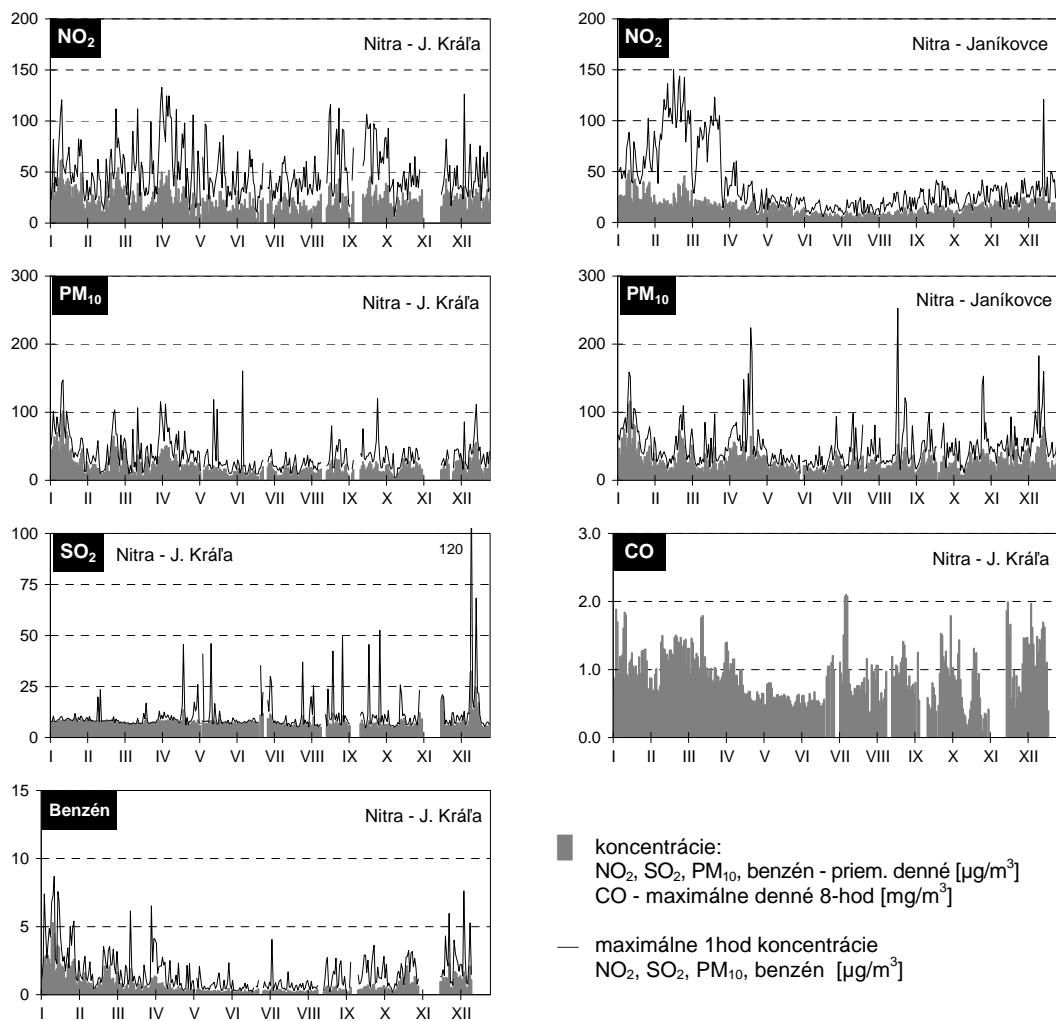 NO₂ Nitra - J. Kráľa
200
150
100
50
0
I II III IV V VI VII VIII IX X XI XII
NO₂ Nitra - Janíkovce
200
150
100
50
0
I II III IV V VI VII VIII IX X XI XII
PM₁₀ Nitra - J. Kráľa
300
200
100
0
I II III IV V VI VII VIII IX X XI XII
PM₁₀ Nitra - Janíkovce
300
200
100
0
I II III IV V VI VII VIII IX X XI XII
SO₂ Nitra - J. Kráľa 120
100
75
50
25
0
I II III IV V VI VII VIII IX X XI XII
CO Nitra - J. Kráľa
3.0
2.0
1.0
0.0
I II III IV V VI VII VIII IX X XI XII
Benzén Nitra - J. Kráľa
15
10
5
0
I II III IV V VI VII VIII IX X XI XII
koncentrácie:
NO₂, SO₂, PM₁₀, benzén - priem. denné [µg/m³]
CO - maximálne denné 8-hod [mg/m³]
maximálne 1hod koncentrácie
NO₂, SO₂, PM₁₀, benzén [µg/m³]